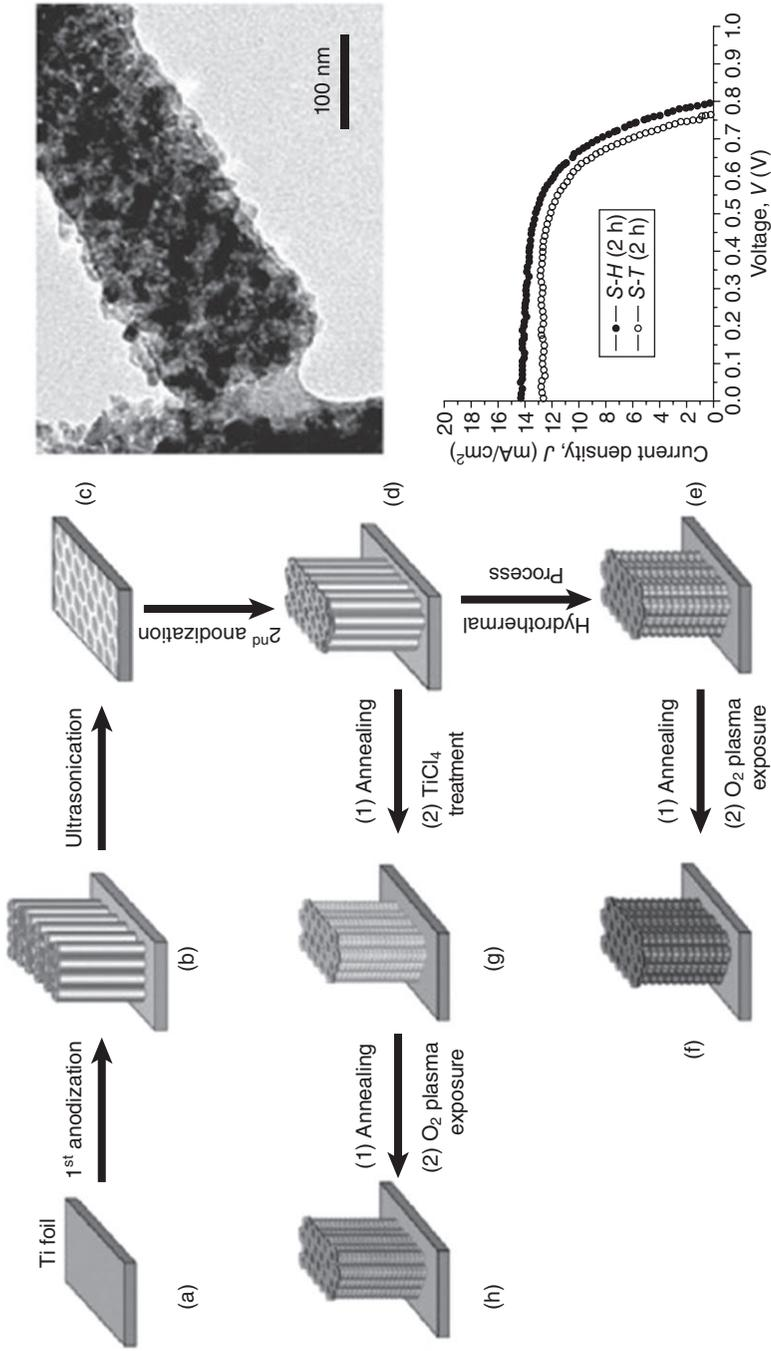 Ti foil
1st anodization
Ultrasonication
(a)
(b)
(c)
2nd anodization
(1) Annealing
(2) O2 plasma
exposure
(1) Annealing
(2) TiCl4
treatment
(h)
(g)
(d)
Hydrothermal
Process
(1) Annealing
(2) O2 plasma
exposure
(f)
(e)
100 nm
Current density, J (mA/cm2)
20
18
16
14
12
10
8
6
4
2
0
S-H (2 h)
S-T (2 h)
0.0 0.1 0.2 0.3 0.4 0.5 0.6 0.7 0.8 0.9 1.0
Voltage, V (V)